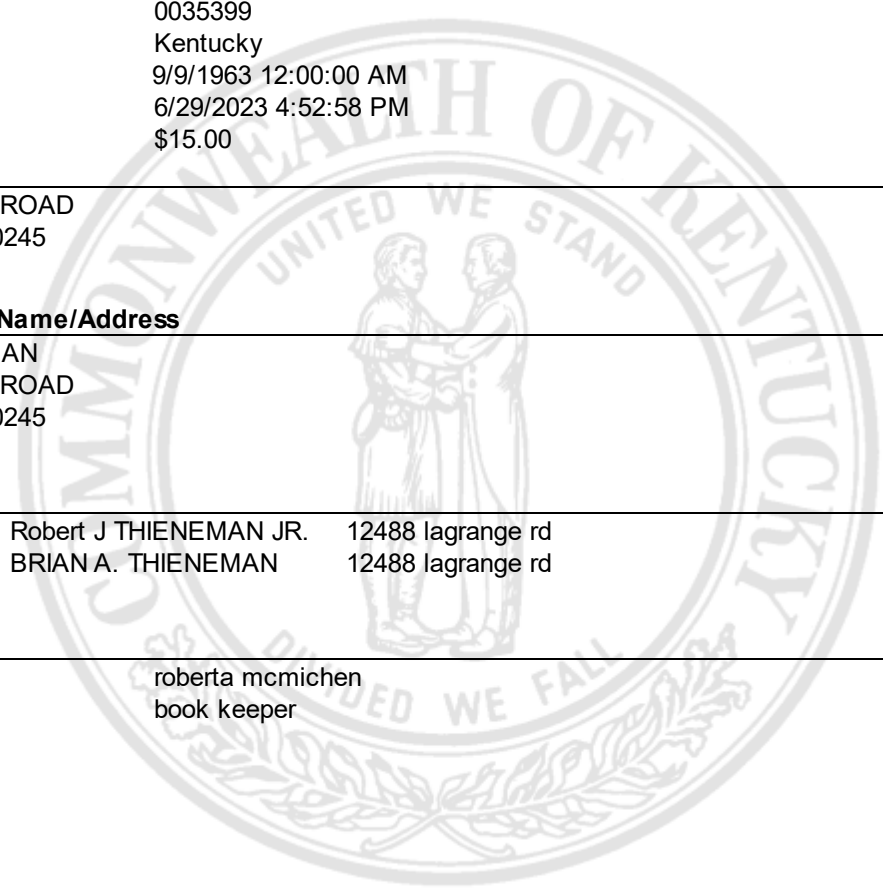 0035399
Kentucky
9/9/1963 12:00:00 AM
6/29/2023 4:52:58 PM
$15.00
ROAD
0245
Name/Address
AN
ROAD
0245
Robert J THIENEMAN JR. 12488 lagrange rd
BRIAN A. THIENEMAN 12488 lagrange rd
roberta mcmichen
book keeper
COMMONWEALTH OF KENTUCKY
UNITED WE STAND
DIVIDED WE FALL